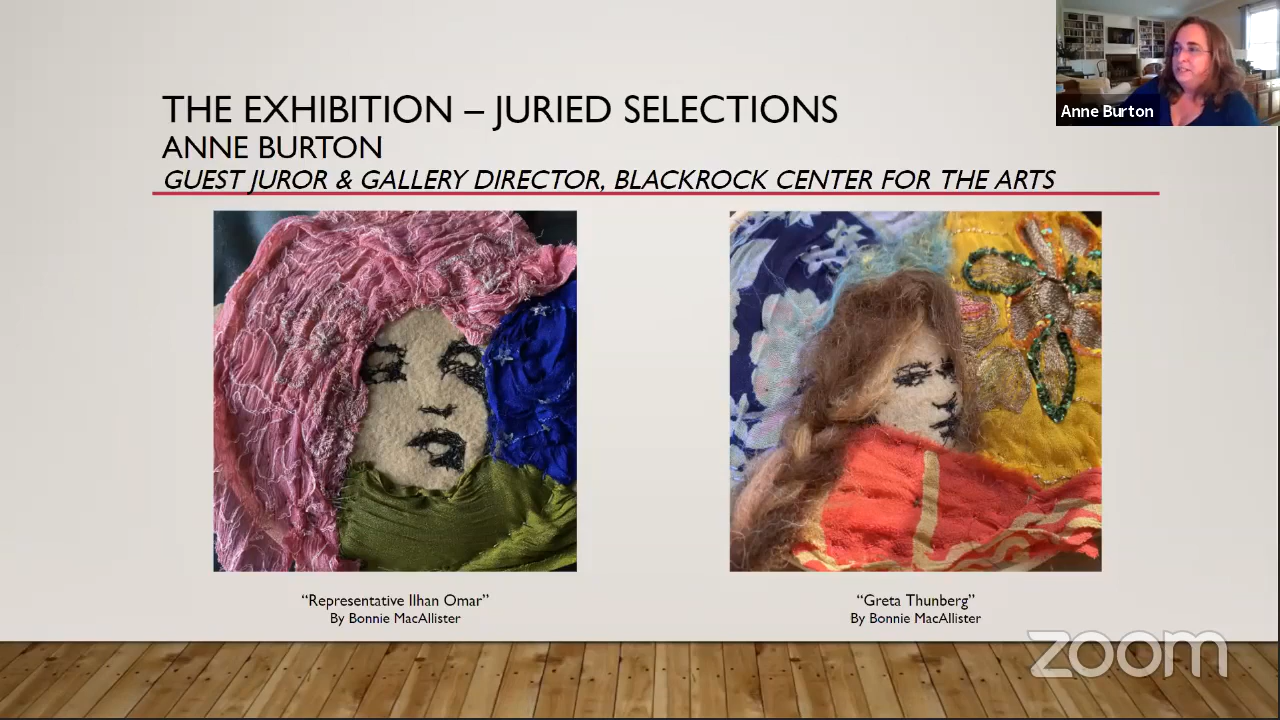 THE EXHIBITION – JURIED SELECTIONS
ANNE BURTON
GUEST JUROR & GALLERY DIRECTOR, BLACKROCK CENTER FOR THE ARTS
Anne Burton
“Representative Ilhan Omar”
By Bonnie MacAllister
“Greta Thunberg”
By Bonnie MacAllister
zoom